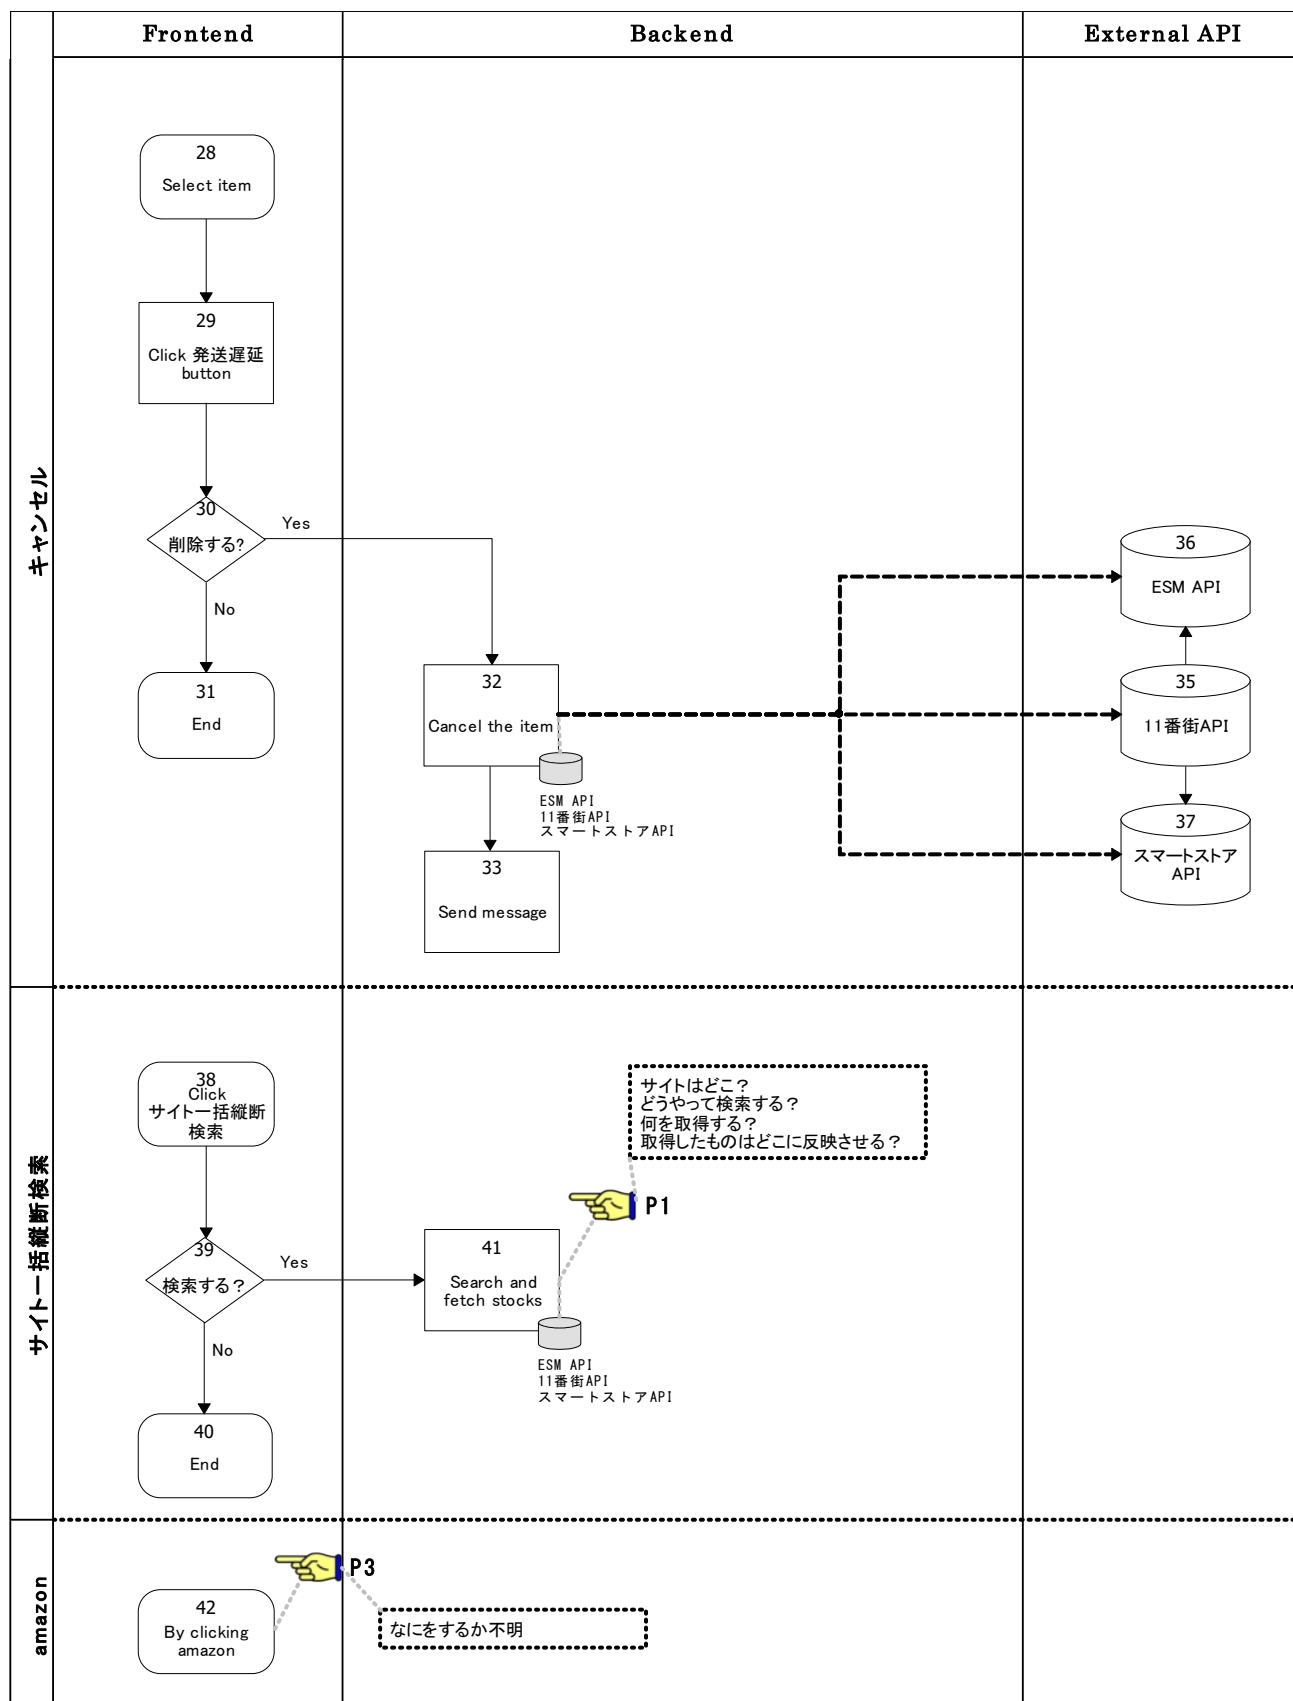 Frontend
Backend
External API
キャンセル
28
Select item
29
Click 発送遅延
button
30
削除する?
Yes
No
31
End
32
Cancel the item
ESM API
11番街API
スマートストアAPI
33
Send message
36
ESM API
35
11番街API
37
スマートストア
API
サイト一括縦断検索
38
Click
サイト一括縦断
検索
39
検索する？
Yes
No
40
End
41
Search and
fetch stocks
ESM API
11番街API
スマートストアAPI
サイトはどこ？
どうやって検索する？
何を取得する？
取得したものはどこに反映させる？
P1
amazon
42
By clicking
amazon
P3
なにをするか不明